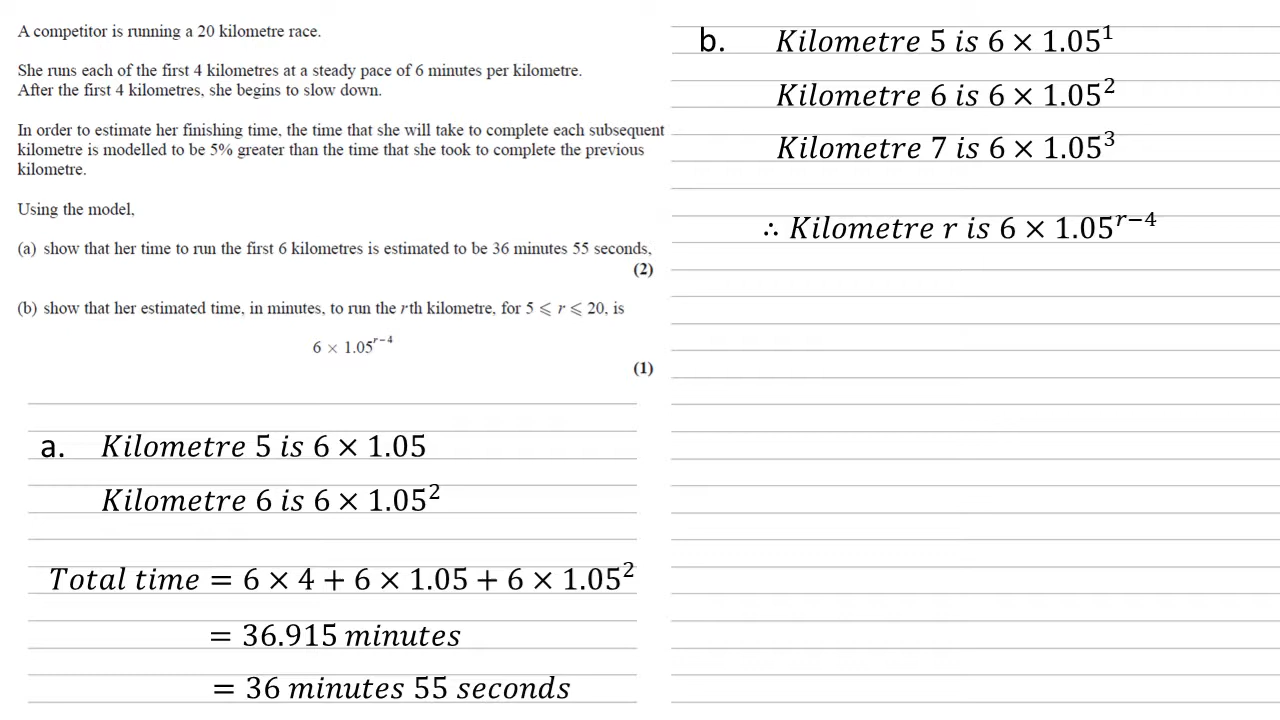 A competitor is running a 20 kilometre race.
She runs each of the first 4 kilometres at a steady pace of 6 minutes per kilometre.
After the first 4 kilometres, she begins to slow down.
In order to estimate her finishing time, the time that she will take to complete each subsequent
kilometre is modelled to be 5% greater than the time that she took to complete the previous
kilometre.
Using the model,
(a) show that her time to run the first 6 kilometres is estimated to be 36 minutes 55 seconds,
(2)
(b) show that her estimated time, in minutes, to run the rth kilometre, for 5 ⩽ r ⩽ 20, is
6 × 1.05^{r−4}
(1)
a. Kilometre 5 is 6 × 1.05
Kilometre 6 is 6 × 1.05²
Total time = 6 × 4 + 6 × 1.05 + 6 × 1.05²
= 36.915 minutes
= 36 minutes 55 seconds
b. Kilometre 5 is 6 × 1.05¹
Kilometre 6 is 6 × 1.05²
Kilometre 7 is 6 × 1.05³
∴ Kilometre r is 6 × 1.05^{r−4}